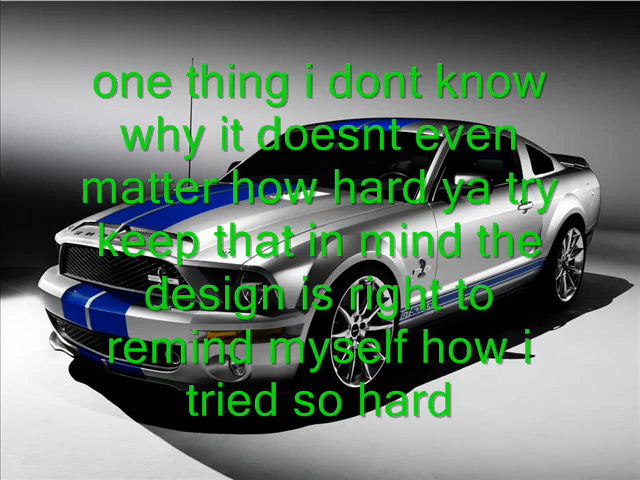 one thing i dont know
why it doesnt even
matter how hard ya try
keep that in mind the
design is right to
remind myself how i
tried so hard